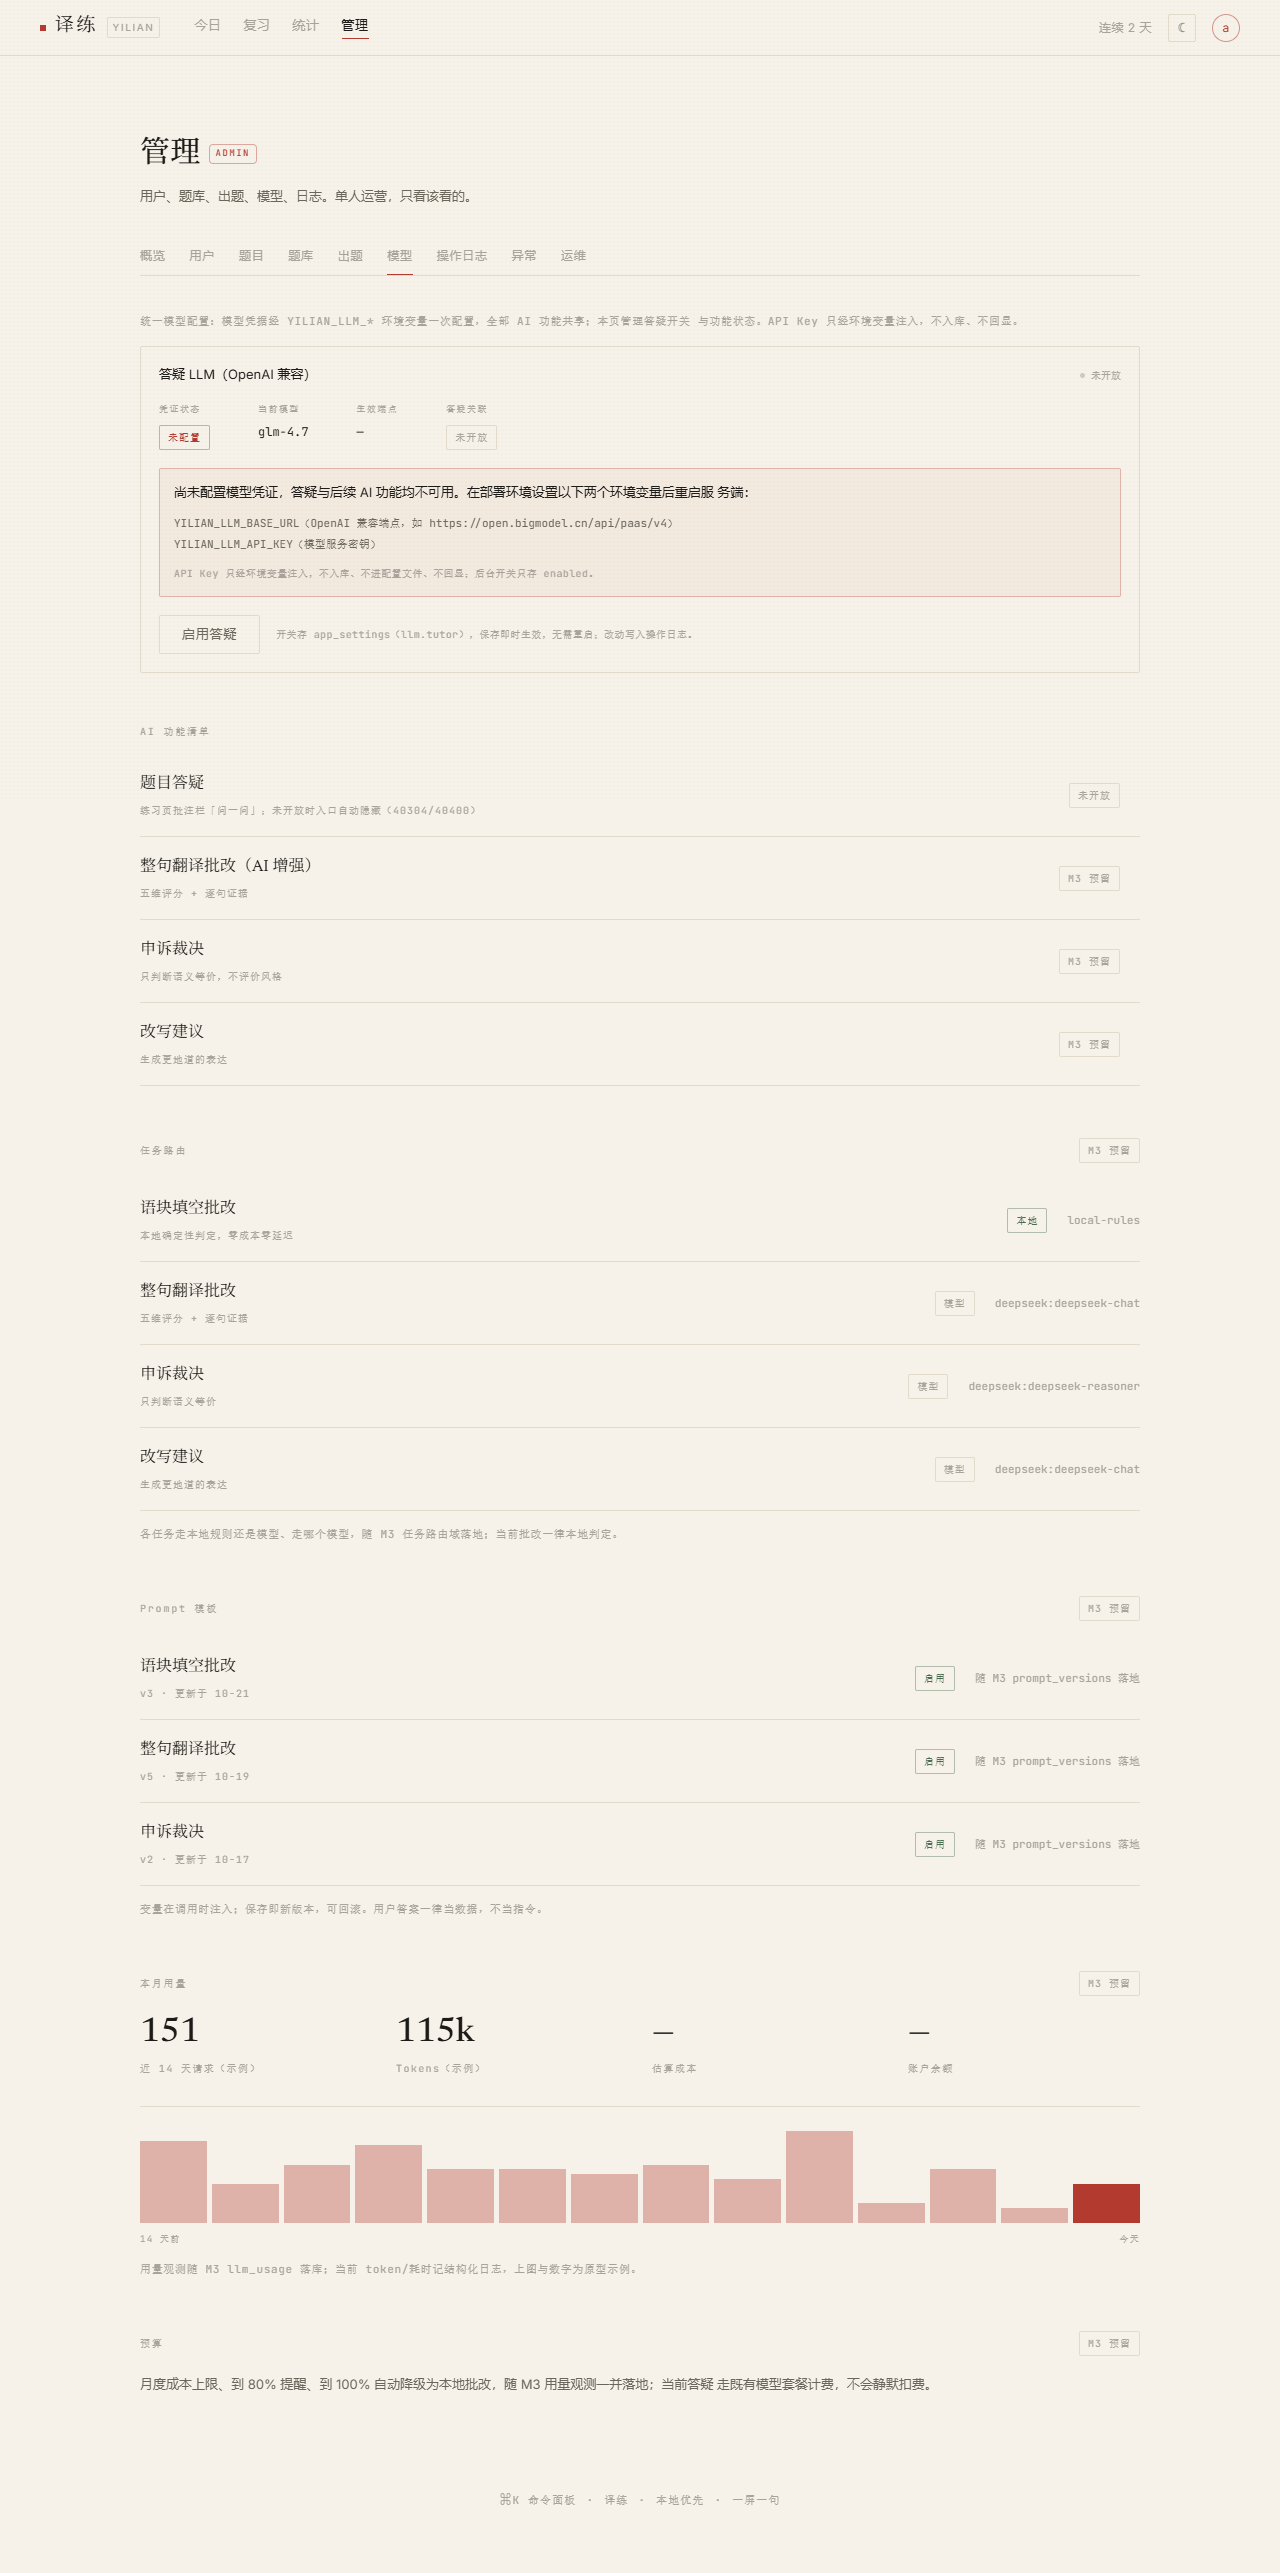 译练 YILIAN 今日 复习 统计 管理 连续 2 天 ☾ a
管理 ADMIN
用户、题库、出题、模型、日志。单人运营，只看该看的。
概览 用户 题目 题库 出题 模型 操作日志 异常 运维
统一模型配置：模型凭据经 YILIAN_LLM_* 环境变量一次配置，全部 AI 功能共享；本页管理答疑开关 与功能状态。API Key 只经环境变量注入，不入库、不回显。
答疑 LLM（OpenAI 兼容） 未开放
凭证状态 当前模型 生效端点 答疑关联
未配置 glm-4.7 — 未开放
尚未配置模型凭证，答疑与后续 AI 功能均不可用。在部署环境设置以下两个环境变量后重启服 务端：
YILIAN_LLM_BASE_URL（OpenAI 兼容端点，如 https://open.bigmodel.cn/api/paas/v4）
YILIAN_LLM_API_KEY（模型服务密钥）
API Key 只经环境变量注入，不入库、不进配置文件、不回显；后台开关只存 enabled。
启用答疑 开关存 app_settings（llm.tutor），保存即时生效，无需重启；改动写入操作日志。
AI 功能清单
题目答疑
练习页批注栏「问一问」；未开放时入口自动隐藏（40304/40400） 未开放
整句翻译批改（AI 增强）
五维评分 + 逐句证据 M3 预留
申诉裁决
只判断语义等价，不评价风格 M3 预留
改写建议
生成更地道的表达 M3 预留
任务路由 M3 预留
语块填空批改
本地确定性判定，零成本零延迟 本地 local-rules
整句翻译批改
五维评分 + 逐句证据 模型 deepseek:deepseek-chat
申诉裁决
只判断语义等价 模型 deepseek:deepseek-reasoner
改写建议
生成更地道的表达 模型 deepseek:deepseek-chat
各任务走本地规则还是模型、走哪个模型，随 M3 任务路由域落地；当前批改一律本地判定。
Prompt 模板 M3 预留
语块填空批改
v3 · 更新于 10-21 启用 随 M3 prompt_versions 落地
整句翻译批改
v5 · 更新于 10-19 启用 随 M3 prompt_versions 落地
申诉裁决
v2 · 更新于 10-17 启用 随 M3 prompt_versions 落地
变量在调用时注入；保存即新版本，可回滚。用户答案一律当数据，不当指令。
本月用量 M3 预留
151 115k — —
近 14 天请求（示例） Tokens（示例） 估算成本 账户余额
14 天前 今天
用量观测随 M3 llm_usage 落库；当前 token/耗时记结构化日志，上图与数字为原型示例。
预算 M3 预留
月度成本上限、到 80% 提醒、到 100% 自动降级为本地批改，随 M3 用量观测一并落地；当前答疑 走既有模型套餐计费，不会静默扣费。
⌘K 命令面板 · 译练 · 本地优先 · 一屏一句